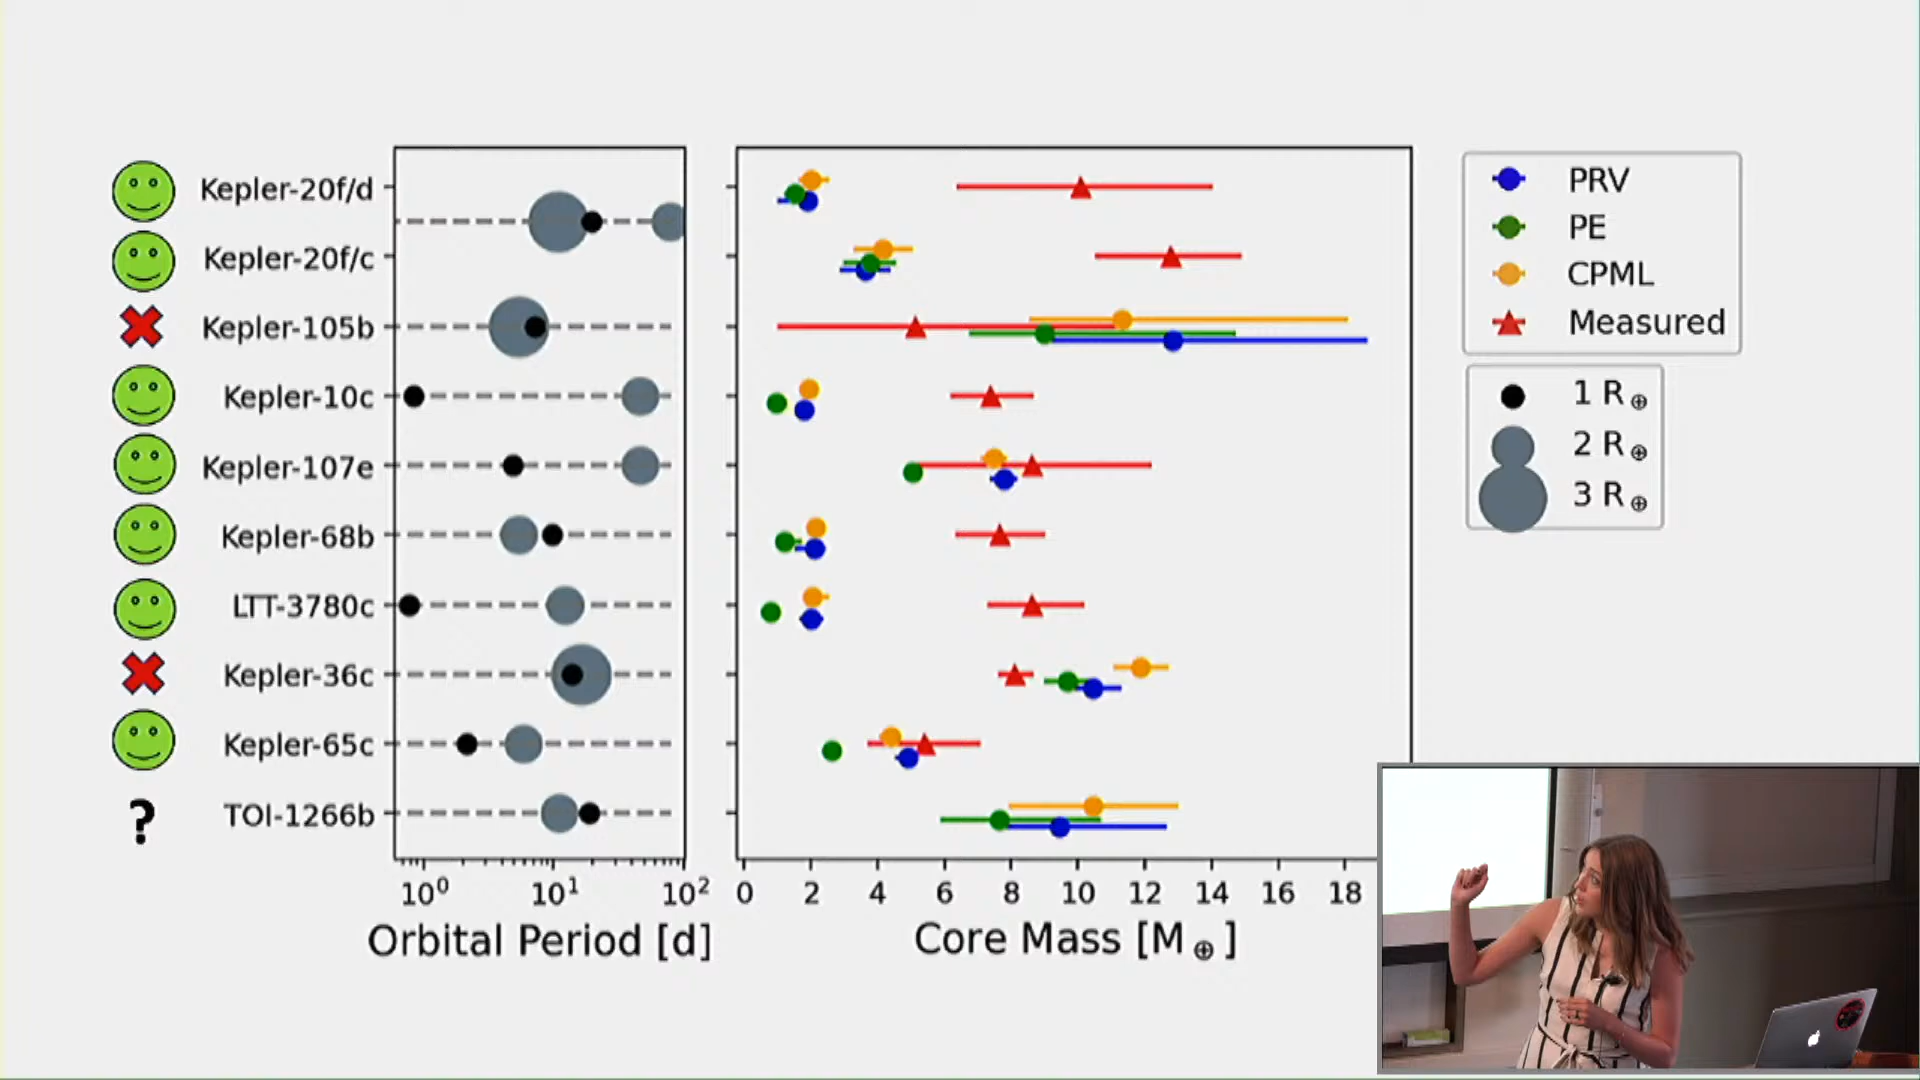 Kepler-20f/d
Kepler-20f/c
Kepler-105b
Kepler-10c
Kepler-107e
Kepler-68b
LTT-3780c
Kepler-36c
Kepler-65c
? TOI-1266b
10⁰ 10¹ 10²
Orbital Period [d]
0 2 4 6 8 10 12 14 16 18
Core Mass [M⊕]
PRV
PE
CPML
Measured
1 R⊕
2 R⊕
3 R⊕